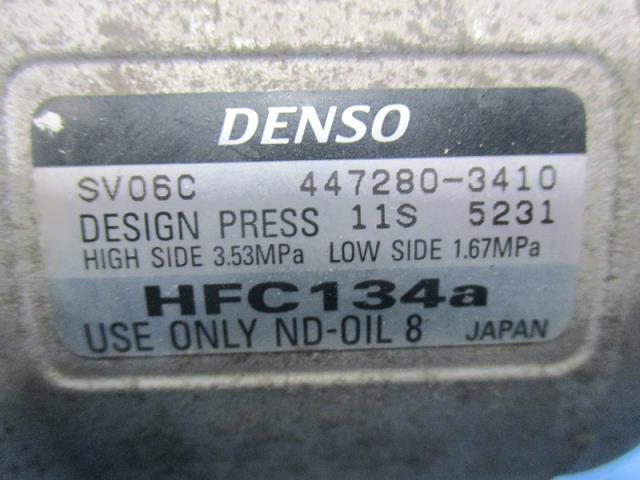 DENSO
SV06C 447280-3410
DESIGN PRESS 11S 5231
HIGH SIDE 3.53MPa LOW SIDE 1.67MPa
HFC134a
USE ONLY ND-OIL 8 JAPAN